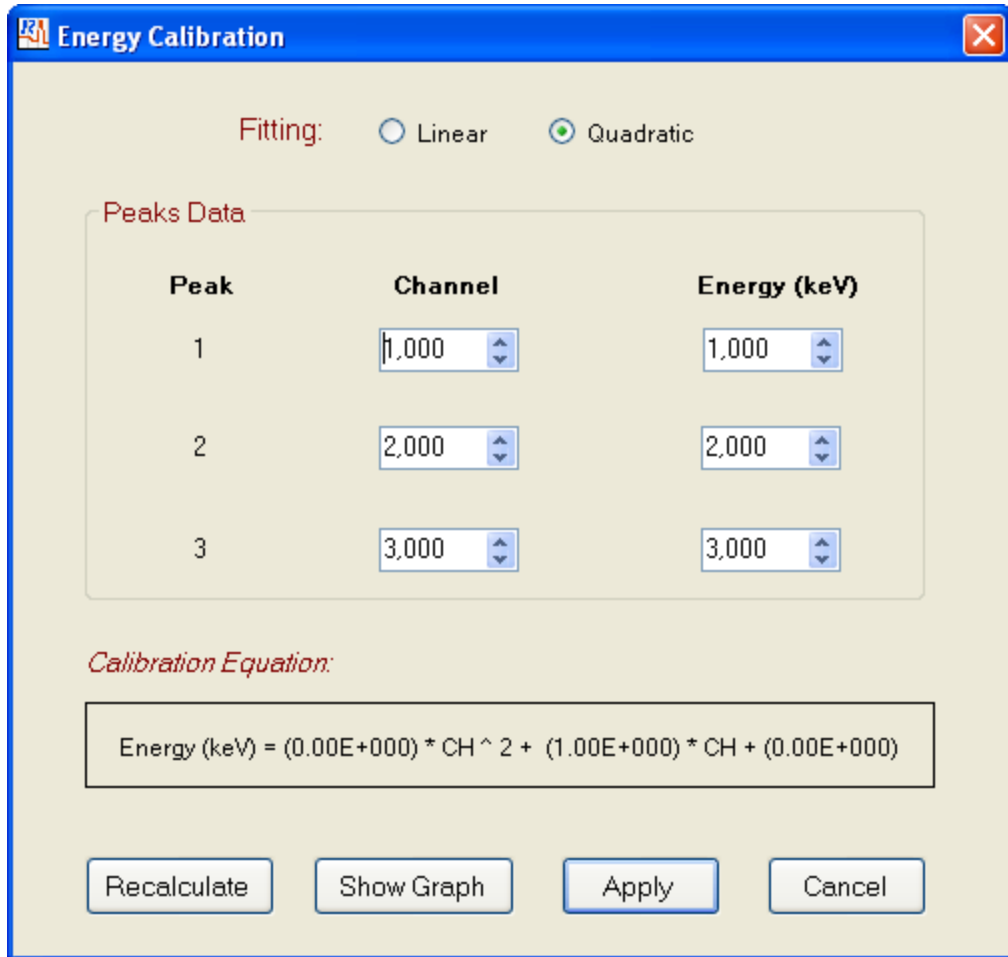 Energy Calibration
Fitting: Linear Quadratic
Peaks Data
Peak Channel Energy (keV)
1 1,000 1,000
2 2,000 2,000
3 3,000 3,000
Calibration Equation:
Energy (keV) = (0.00E+000) * CH ^ 2 + (1.00E+000) * CH + (0.00E+000)
Recalculate Show Graph Apply Cancel